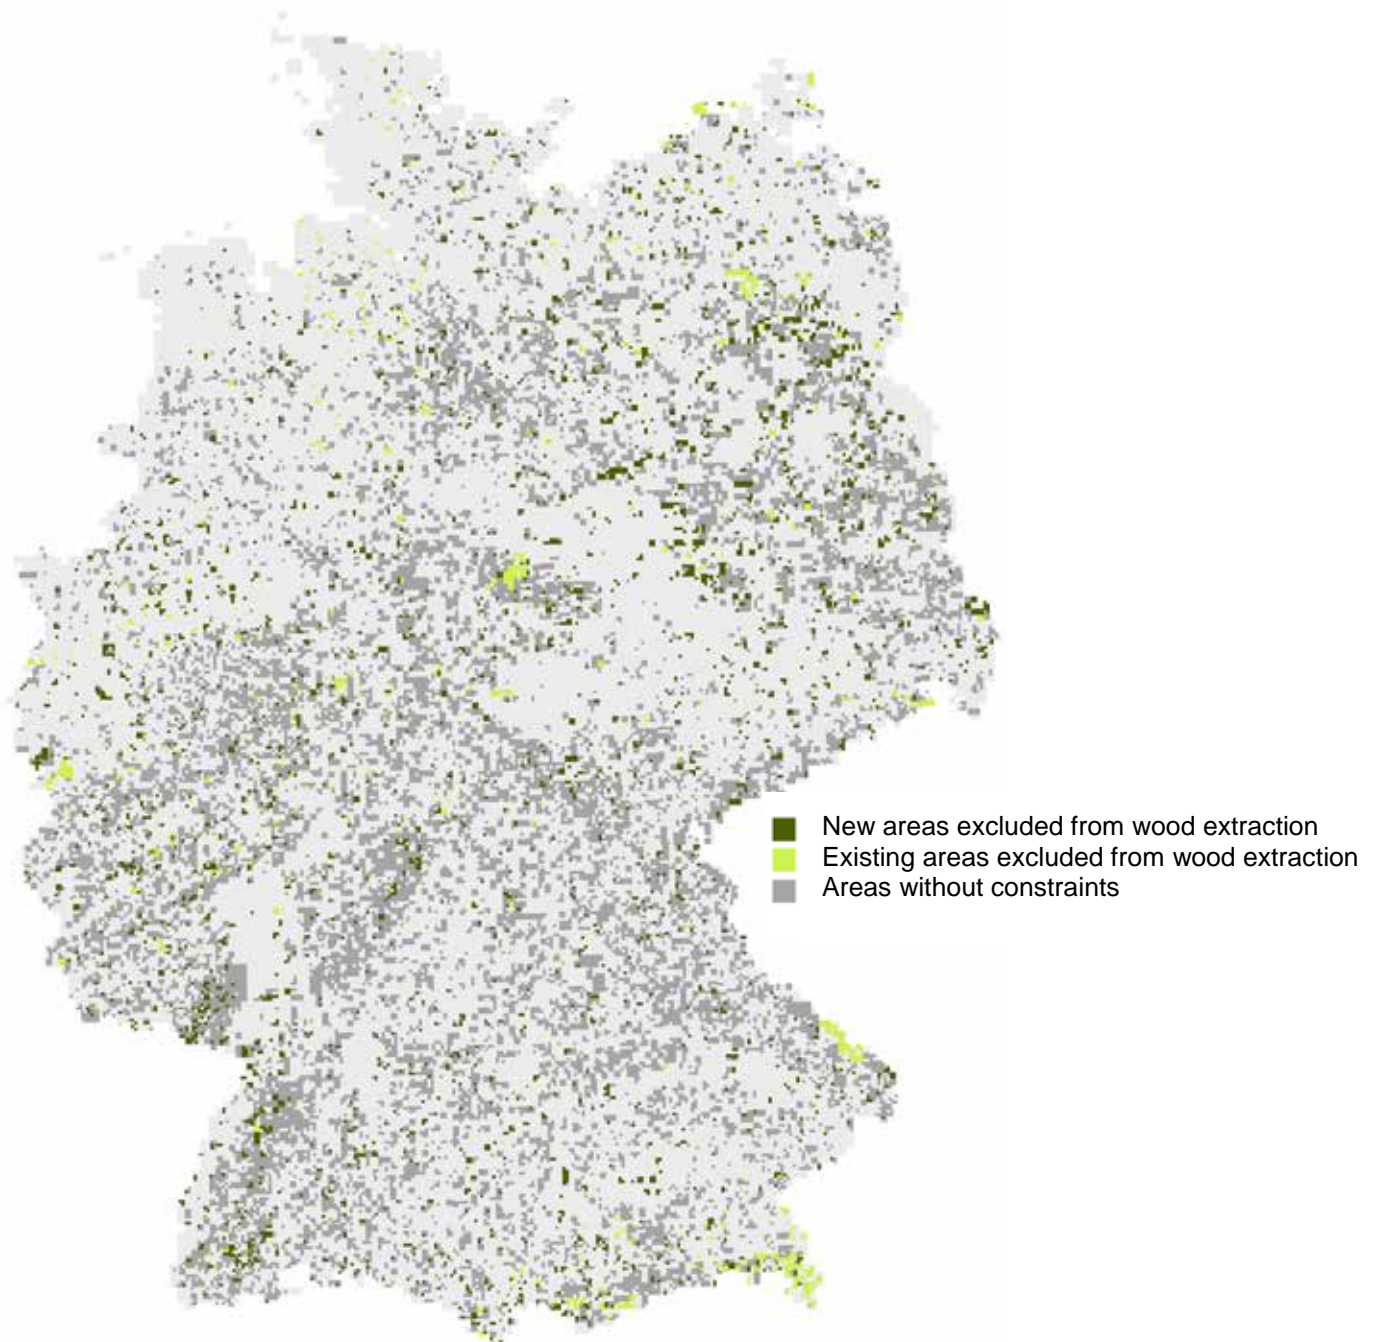 New areas excluded from wood extraction
Existing areas excluded from wood extraction
Areas without constraints